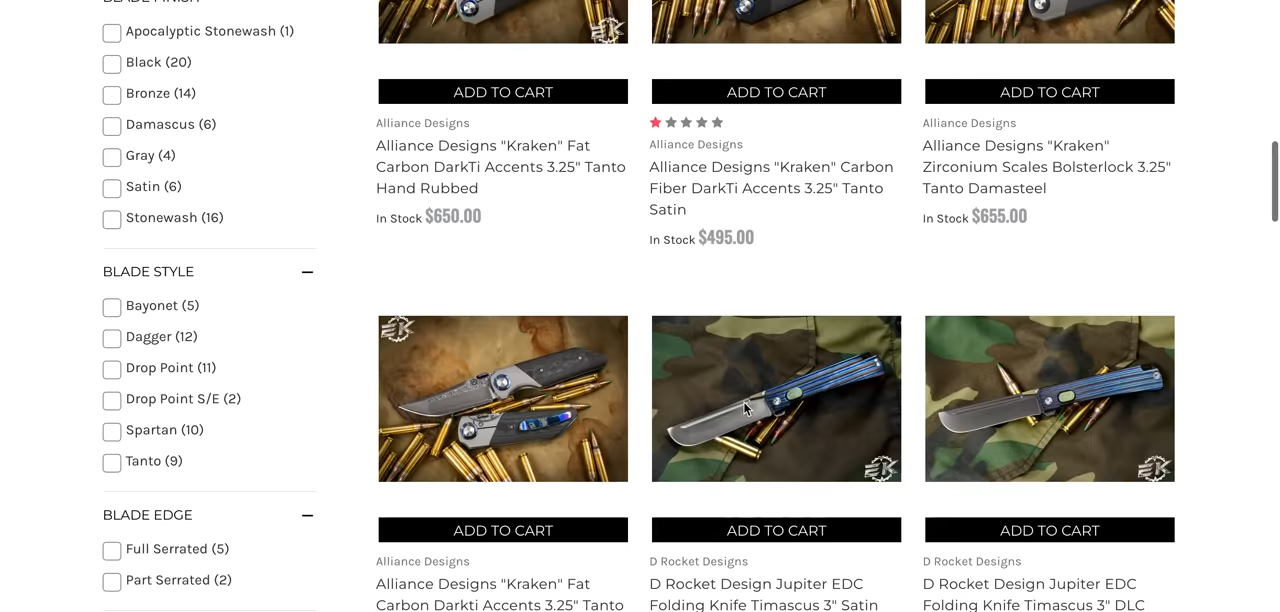 Apocalyptic Stonewash (1)
Black (20)
Bronze (14)
Damascus (6)
Gray (4)
Satin (6)
Stonewash (16)
BLADE STYLE
Bayonet (5)
Dagger (12)
Drop Point (11)
Drop Point S/E (2)
Spartan (10)
Tanto (9)
BLADE EDGE
Full Serrated (5)
Part Serrated (2)
EK
ADD TO CART
Alliance Designs
Alliance Designs "Kraken" Fat
Carbon DarkTi Accents 3.25" Tanto
Hand Rubbed
In Stock $650.00
ADD TO CART
Alliance Designs
Alliance Designs "Kraken" Carbon
Fiber DarkTi Accents 3.25" Tanto
Satin
In Stock $495.00
ADD TO CART
Alliance Designs
Alliance Designs "Kraken"
Zirconium Scales Bolsterlock 3.25"
Tanto Damasteel
In Stock $655.00
EK
ADD TO CART
Alliance Designs
Alliance Designs "Kraken" Fat
Carbon Darkti Accents 3.25" Tanto
EK
ADD TO CART
D Rocket Designs
D Rocket Design Jupiter EDC
Folding Knife Timascus 3" Satin
EK
ADD TO CART
D Rocket Designs
D Rocket Design Jupiter EDC
Folding Knife Timascus 3" DLC